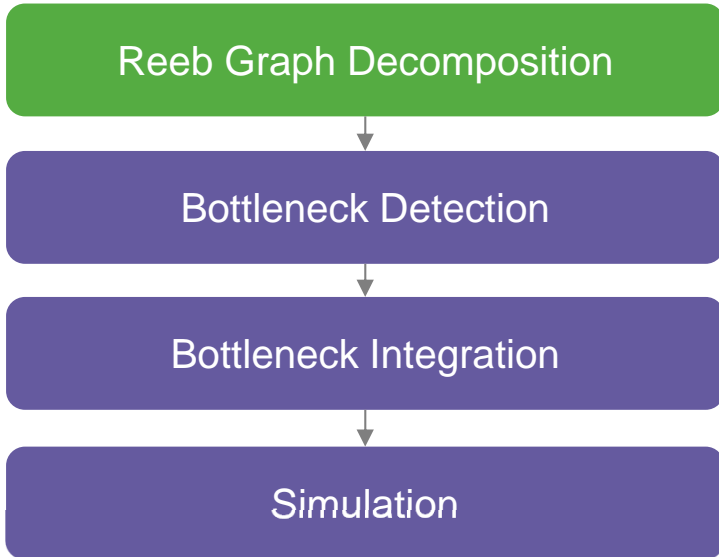 Reeb Graph Decomposition
Bottleneck Detection
Bottleneck Integration
Simulation